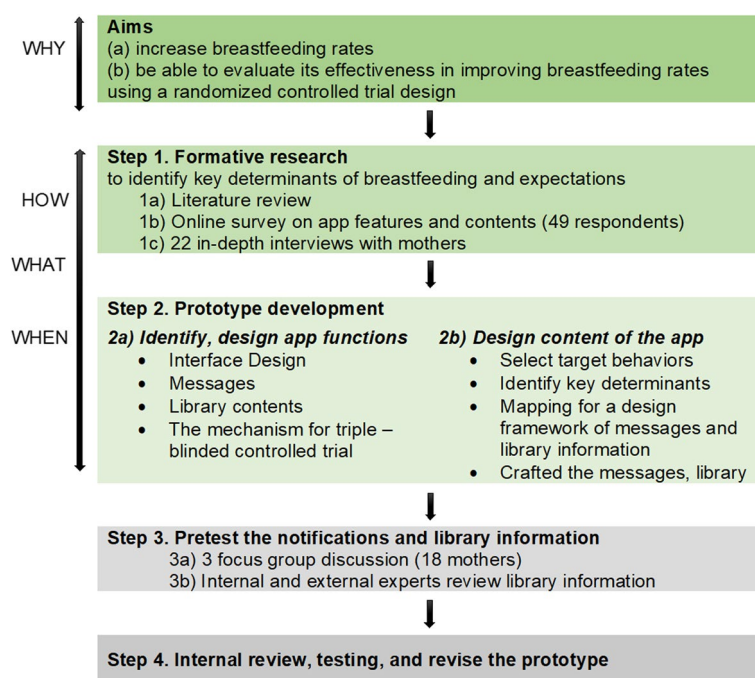 WHY
Aims
(a) increase breastfeeding rates
(b) be able to evaluate its effectiveness in improving breastfeeding rates
using a randomized controlled trial design
HOW
WHAT
WHEN
Step 1. Formative research
to identify key determinants of breastfeeding and expectations
1a) Literature review
1b) Online survey on app features and contents (49 respondents)
1c) 22 in-depth interviews with mothers
Step 2. Prototype development
2a) Identify, design app functions
• Interface Design
• Messages
• Library contents
• The mechanism for triple –
blinded controlled trial
2b) Design content of the app
• Select target behaviors
• Identify key determinants
• Mapping for a design
framework of messages and
library information
• Crafted the messages, library
Step 3. Pretest the notifications and library information
3a) 3 focus group discussion (18 mothers)
3b) Internal and external experts review library information
Step 4. Internal review, testing, and revise the prototype